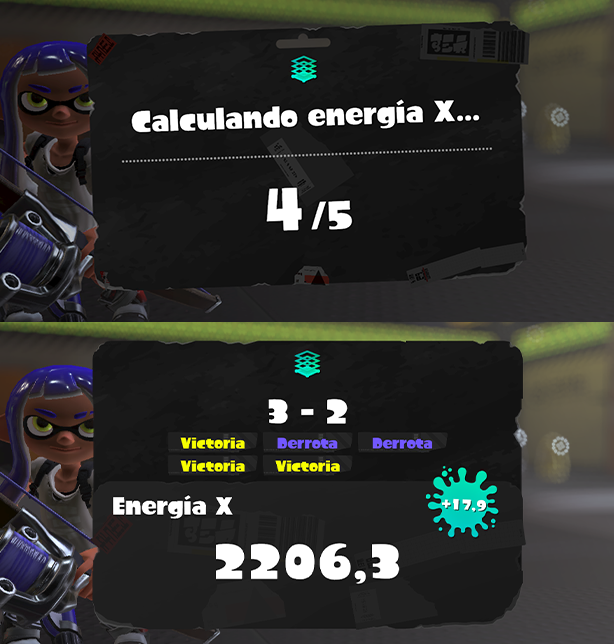 Calculando energía X...
4/5
3 - 2
Victoria Derrota Derrota
Victoria Victoria
Energía X
+17,9
2206,3